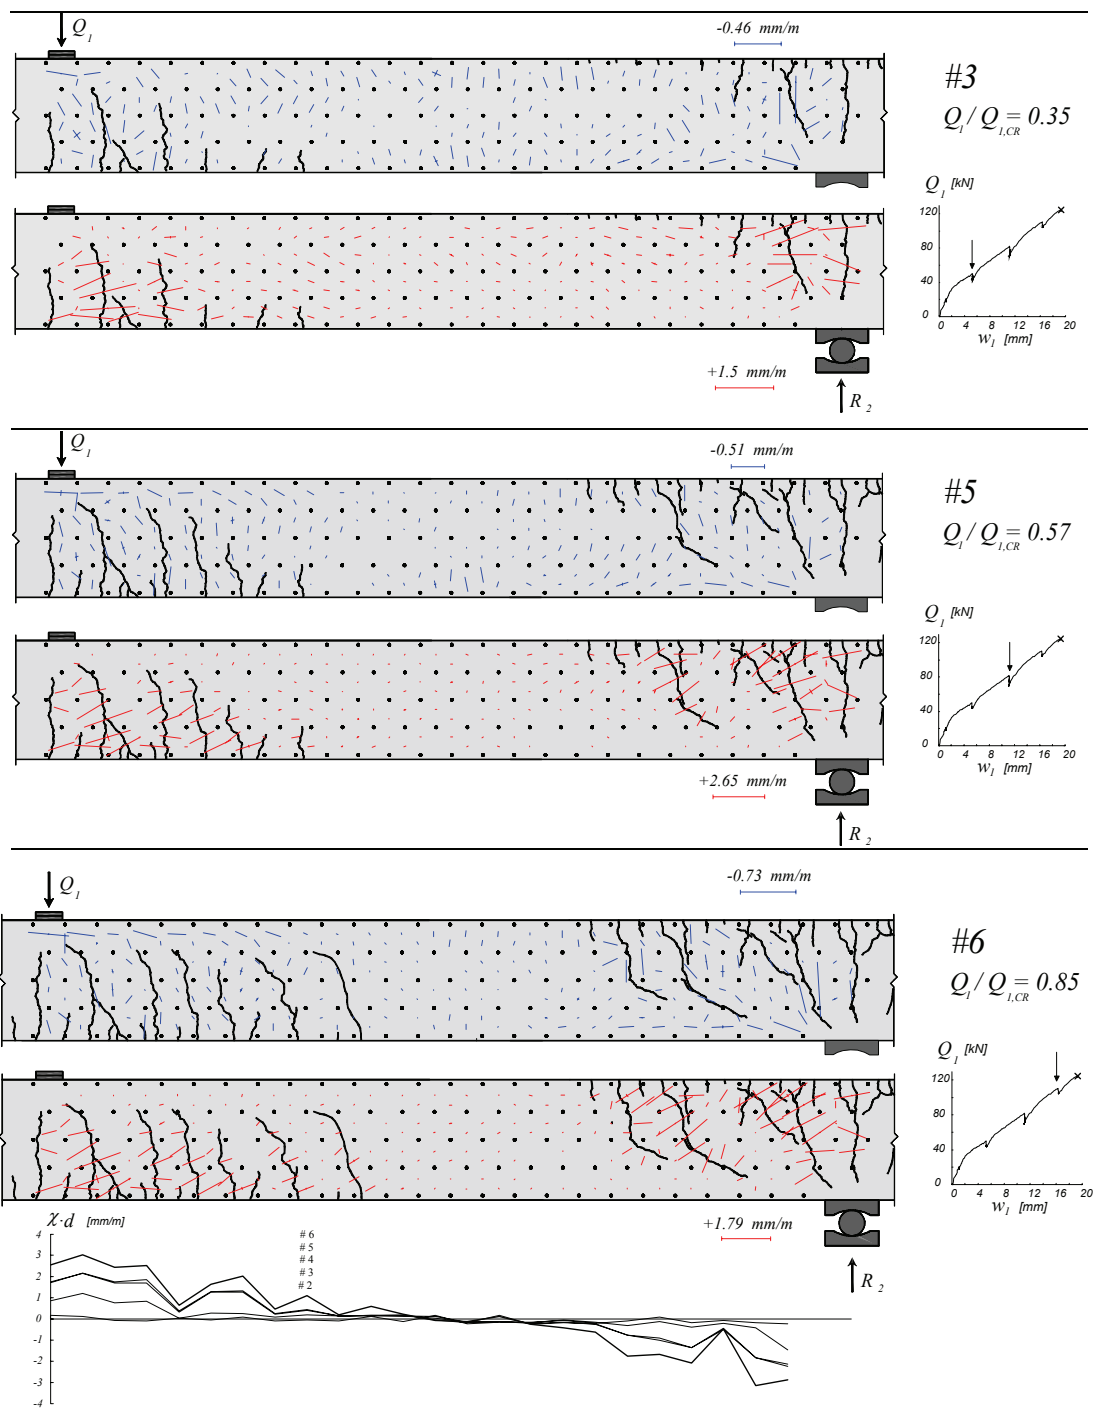 Q1
-0.46 mm/m
#3
Q1/Q1,CR = 0.35
Q1 [kN]
120
80
40
0
0 4 8 12 16 20
w1 [mm]
+1.5 mm/m
R2
Q1
-0.51 mm/m
#5
Q1/Q1,CR = 0.57
Q1 [kN]
120
80
40
0
0 4 8 12 16 20
w1 [mm]
+2.65 mm/m
R2
Q1
-0.73 mm/m
#6
Q1/Q1,CR = 0.85
Q1 [kN]
120
80
40
0
0 4 8 12 16 20
w1 [mm]
+1.79 mm/m
R2
χ·d [mm/m]
4
3
2
1
0
-1
-2
-3
-4
#6
#5
#4
#3
#2